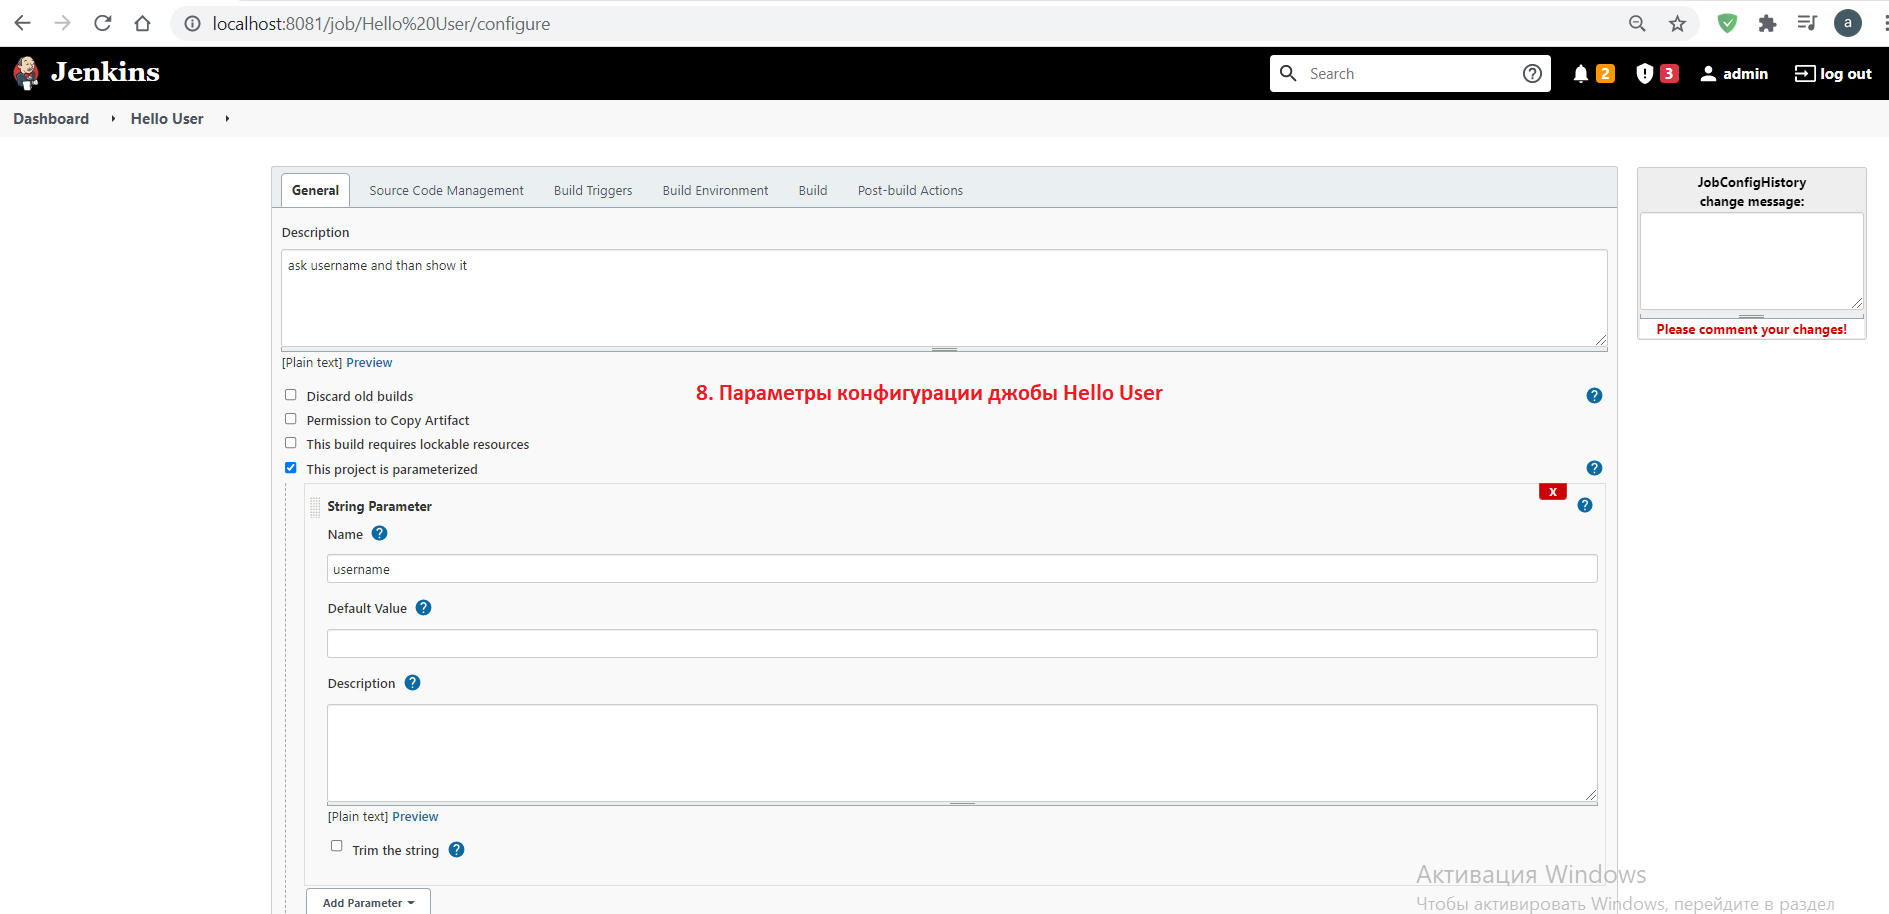 localhost:8081/job/Hello%20User/configure
a
Jenkins
Search
2
3
admin
log out
Dashboard
Hello User
General
Source Code Management
Build Triggers
Build Environment
Build
Post-build Actions
JobConfigHistory
change message:
Please comment your changes!
Description
ask username and than show it
[Plain text] Preview
8. Параметры конфигурации джобы Hello User
Discard old builds
Permission to Copy Artifact
This build requires lockable resources
This project is parameterized
X
String Parameter
Name
username
Default Value
Description
[Plain text] Preview
Trim the string
Add Parameter
Активация Windows
Чтобы активировать Windows, перейдите в раздел